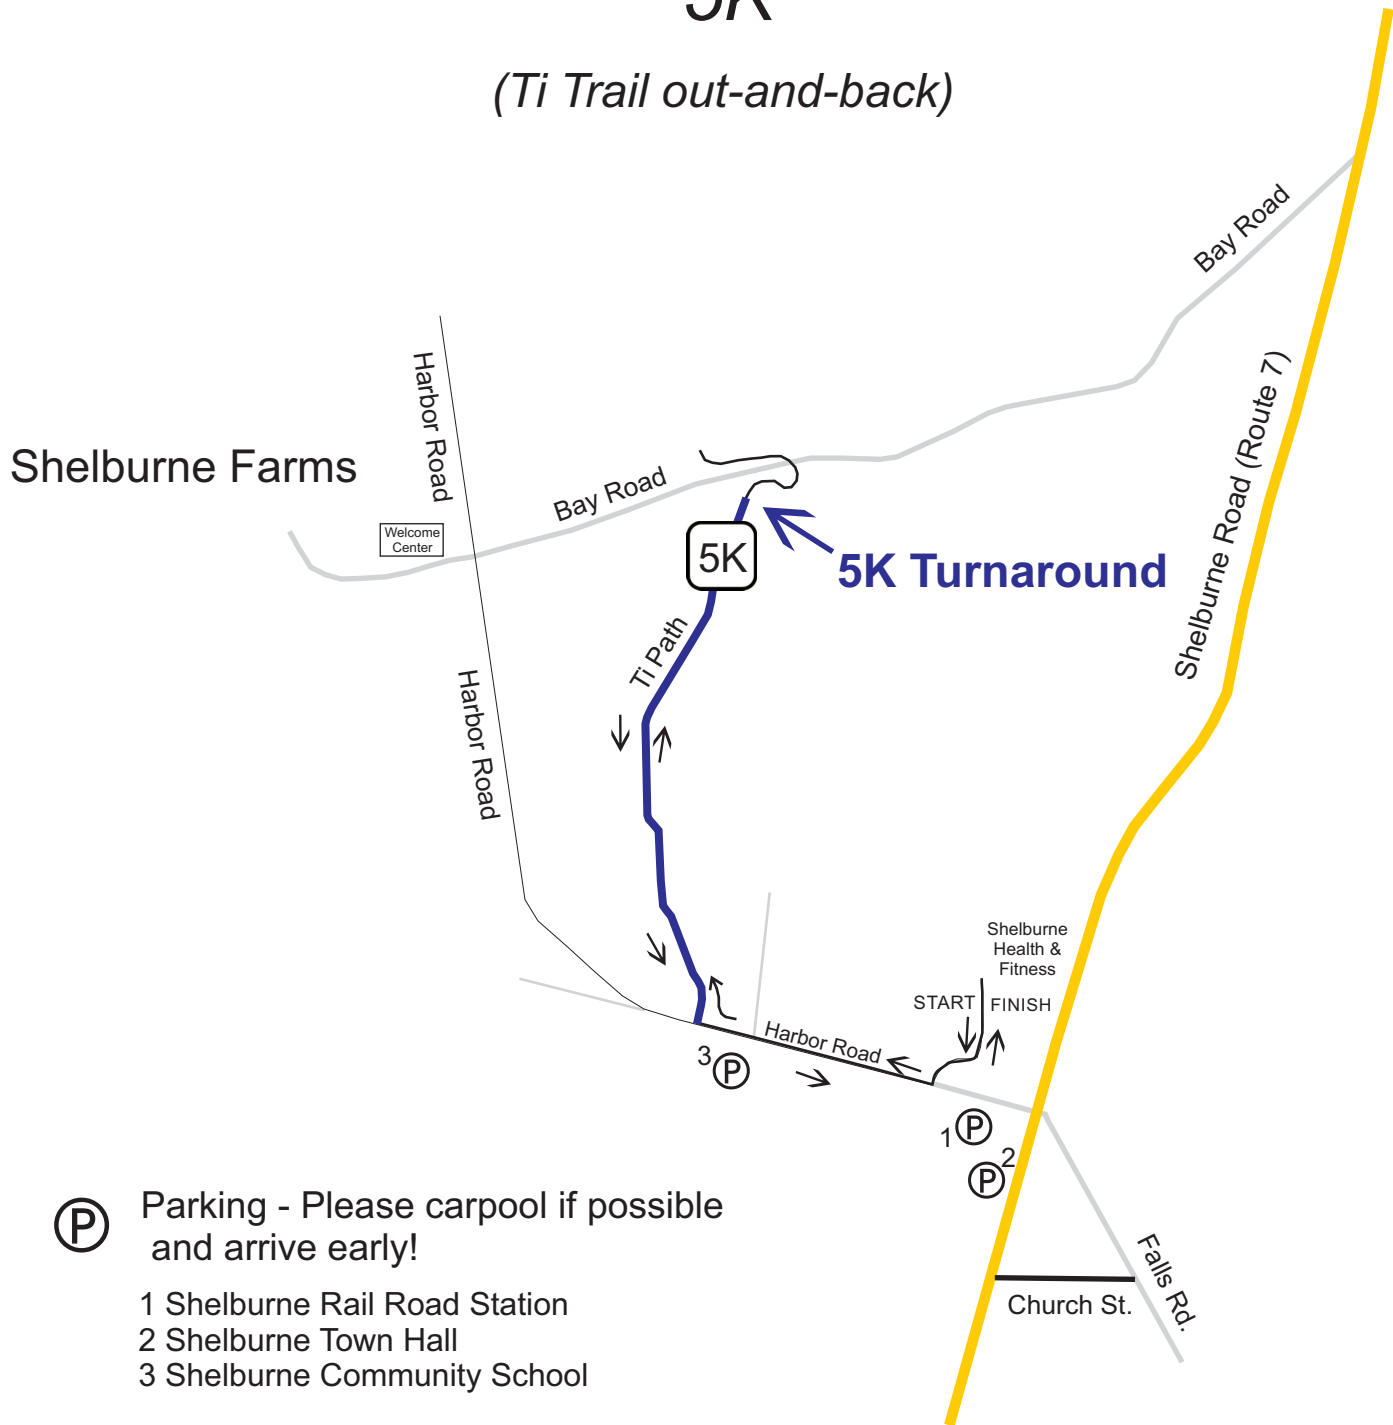 5K
(Ti Trail out-and-back)
Bay Road
Harbor Road
Shelburne Road (Route 7)
Shelburne Farms
Bay Road
Welcome
Center
5K
5K Turnaround
Ti Path
Harbor Road
Shelburne
Health &
Fitness
START
FINISH
Harbor Road
3 P
1 P
2
P
P
Parking - Please carpool if possible
and arrive early!
Falls Rd.
Church St.
1 Shelburne Rail Road Station
2 Shelburne Town Hall
3 Shelburne Community School